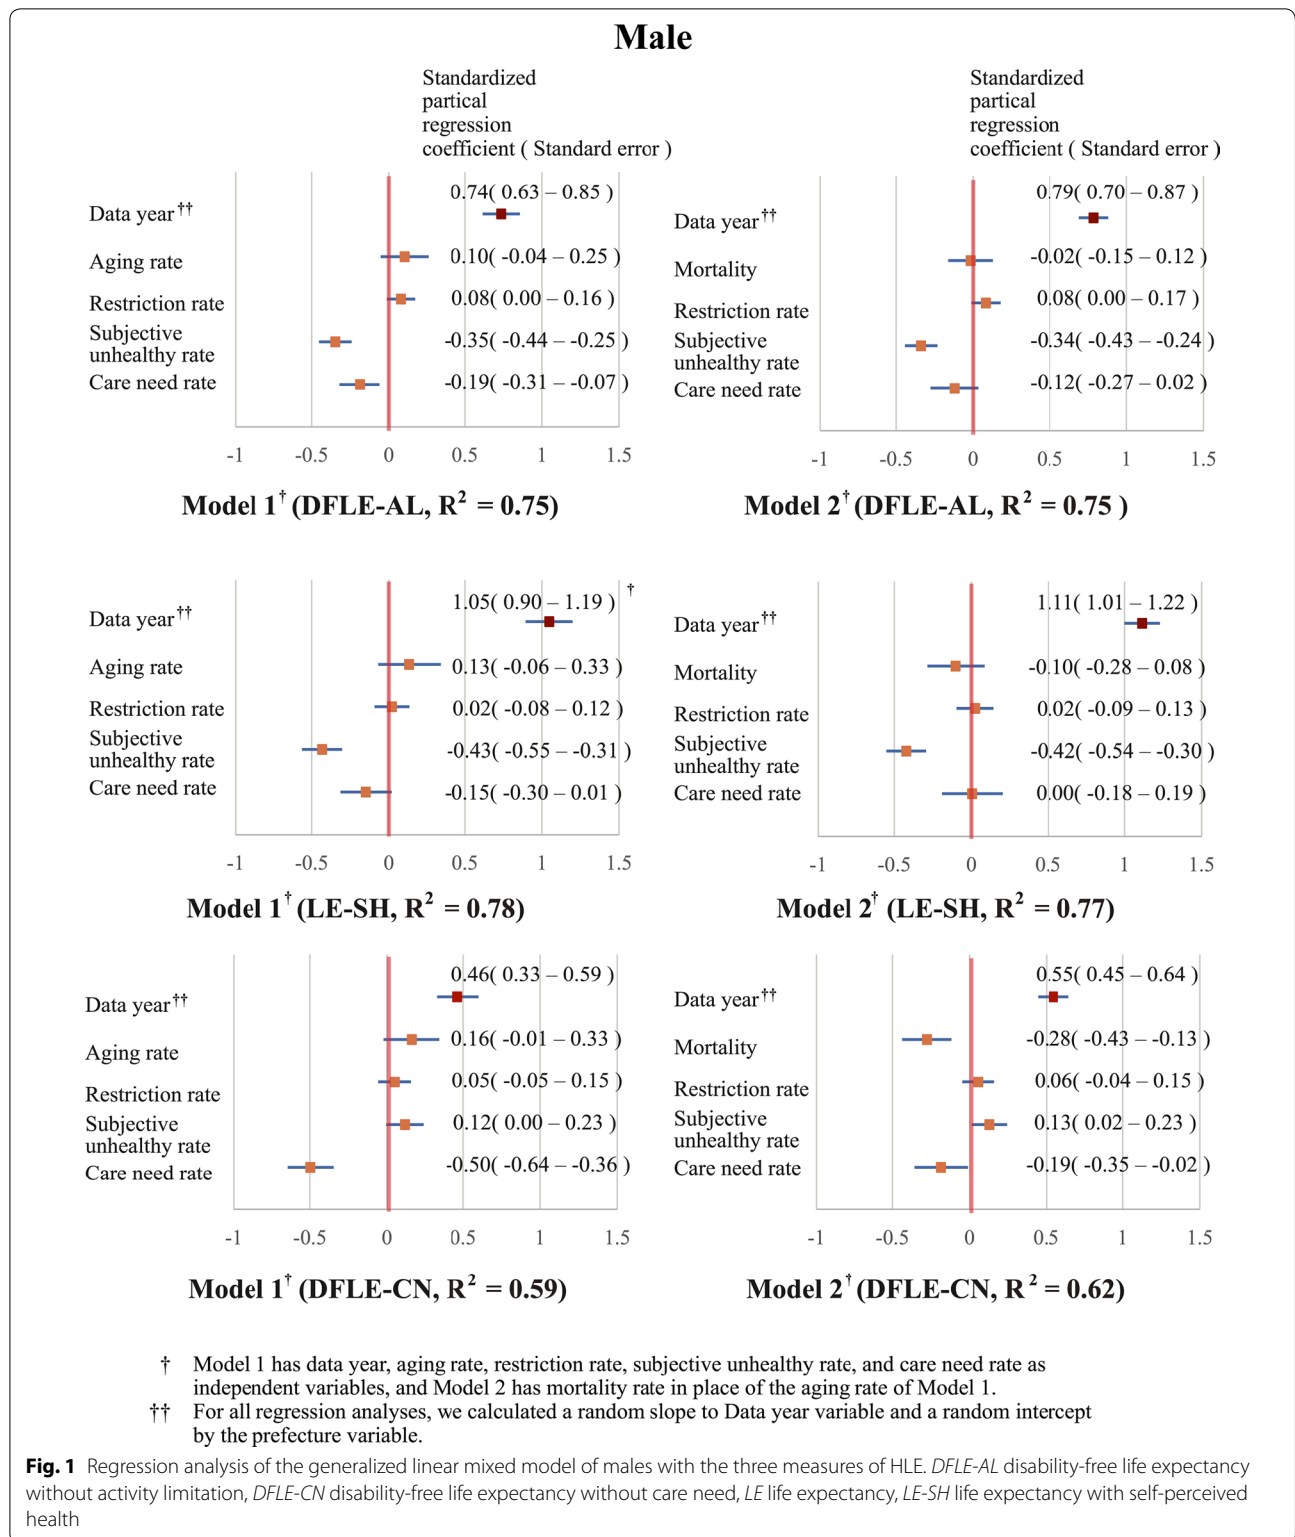 Male
Standardized
partical
regression
coefficient ( Standard error )
Data year††
0.74( 0.63 – 0.85 )
Aging rate
0.10( -0.04 – 0.25 )
Restriction rate
0.08( 0.00 – 0.16 )
Subjective
unhealthy rate
-0.35( -0.44 – -0.25 )
Care need rate
-0.19( -0.31 – -0.07 )
-1 -0.5 0 0.5 1 1.5
Model 1† (DFLE-AL, R² = 0.75)
Standardized
partical
regression
coefficient ( Standard error )
Data year††
0.79( 0.70 – 0.87 )
Mortality
-0.02( -0.15 – 0.12 )
Restriction rate
0.08( 0.00 – 0.17 )
Subjective
unhealthy rate
-0.34( -0.43 – -0.24 )
Care need rate
-0.12( -0.27 – 0.02 )
-1 -0.5 0 0.5 1 1.5
Model 2† (DFLE-AL, R² = 0.75 )
Data year††
1.05( 0.90 – 1.19 ) †
Aging rate
0.13( -0.06 – 0.33 )
Restriction rate
0.02( -0.08 – 0.12 )
Subjective
unhealthy rate
-0.43( -0.55 – -0.31 )
Care need rate
-0.15( -0.30 – 0.01 )
-1 -0.5 0 0.5 1 1.5
Model 1† (LE-SH, R² = 0.78)
Data year††
1.11( 1.01 – 1.22 )
Mortality
-0.10( -0.28 – 0.08 )
Restriction rate
0.02( -0.09 – 0.13 )
Subjective
unhealthy rate
-0.42( -0.54 – -0.30 )
Care need rate
0.00( -0.18 – 0.19 )
-1 -0.5 0 0.5 1 1.5
Model 2† (LE-SH, R² = 0.77)
Data year††
0.46( 0.33 – 0.59 )
Aging rate
0.16( -0.01 – 0.33 )
Restriction rate
0.05( -0.05 – 0.15 )
Subjective
unhealthy rate
0.12( 0.00 – 0.23 )
Care need rate
-0.50( -0.64 – -0.36 )
-1 -0.5 0 0.5 1 1.5
Model 1† (DFLE-CN, R² = 0.59)
Data year††
0.55( 0.45 – 0.64 )
Mortality
-0.28( -0.43 – -0.13 )
Restriction rate
0.06( -0.04 – 0.15 )
Subjective
unhealthy rate
0.13( 0.02 – 0.23 )
Care need rate
-0.19( -0.35 – -0.02 )
-1 -0.5 0 0.5 1 1.5
Model 2† (DFLE-CN, R² = 0.62)
† Model 1 has data year, aging rate, restriction rate, subjective unhealthy rate, and care need rate as
independent variables, and Model 2 has mortality rate in place of the aging rate of Model 1.
†† For all regression analyses, we calculated a random slope to Data year variable and a random intercept
by the prefecture variable.
Fig. 1 Regression analysis of the generalized linear mixed model of males with the three measures of HLE. DFLE-AL disability-free life expectancy
without activity limitation, DFLE-CN disability-free life expectancy without care need, LE life expectancy, LE-SH life expectancy with self-perceived
health